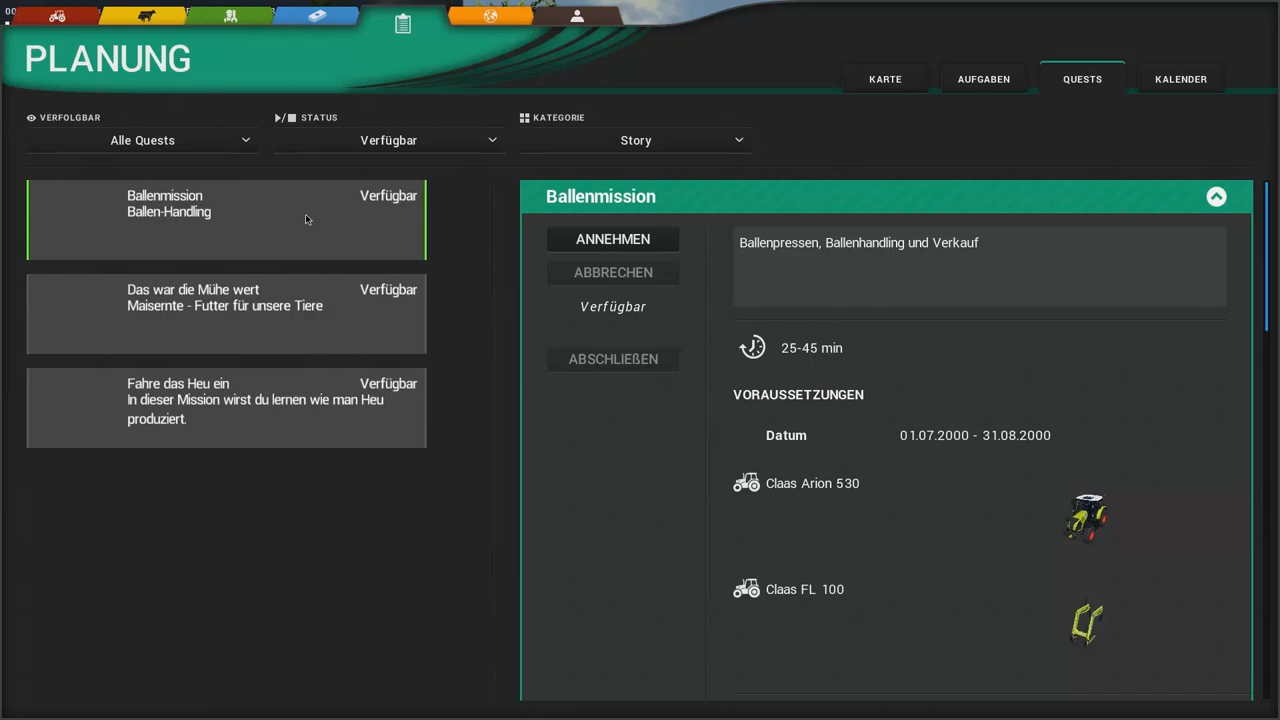 PLANUNG
KARTE
AUFGABEN
QUESTS
KALENDER
VERFOLGBAR
STATUS
KATEGORIE
Alle Quests
Verfügbar
Story
Ballenmission
Verfügbar
Ballen-Handling
Das war die Mühe wert
Verfügbar
Maisernte - Futter für unsere Tiere
Fahre das Heu ein
Verfügbar
In dieser Mission wirst du lernen wie man Heu
produziert.
Ballenmission
ANNEHMEN
ABBRECHEN
Verfügbar
ABSCHLIEßEN
Ballenpressen, Ballenhandling und Verkauf
25-45 min
VORAUSSETZUNGEN
Datum
01.07.2000 - 31.08.2000
Claas Arion 530
Claas FL 100